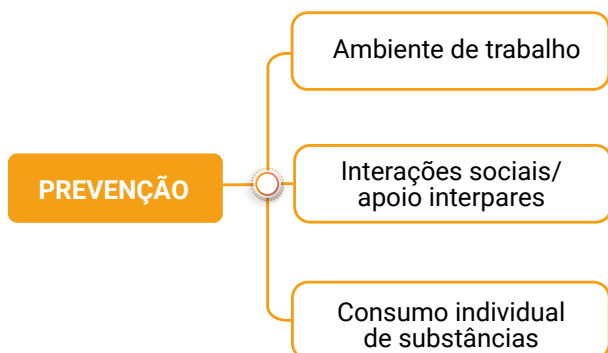 Ambiente de trabalho
PREVENÇÃO
Interações sociais/
apoio interpares
Consumo individual
de substâncias